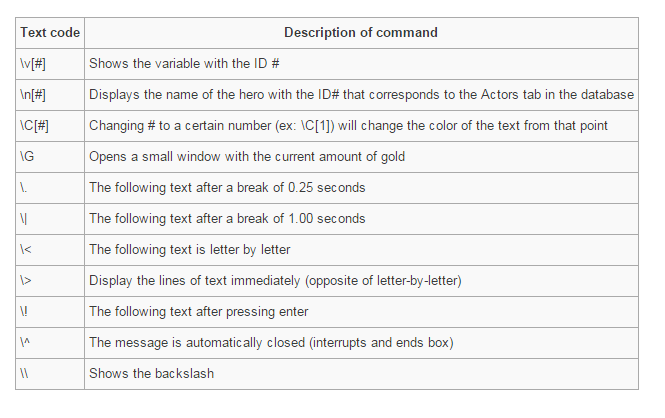 Text code Description of command
\v[#] Shows the variable with the ID #
\n[#] Displays the name of the hero with the ID# that corresponds to the Actors tab in the database
\C[#] Changing # to a certain number (ex: \C[1]) will change the color of the text from that point
\G Opens a small window with the current amount of gold
\. The following text after a break of 0.25 seconds
\| The following text after a break of 1.00 seconds
\< The following text is letter by letter
\> Display the lines of text immediately (opposite of letter-by-letter)
\! The following text after pressing enter
\^ The message is automatically closed (interrupts and ends box)
\\ Shows the backslash